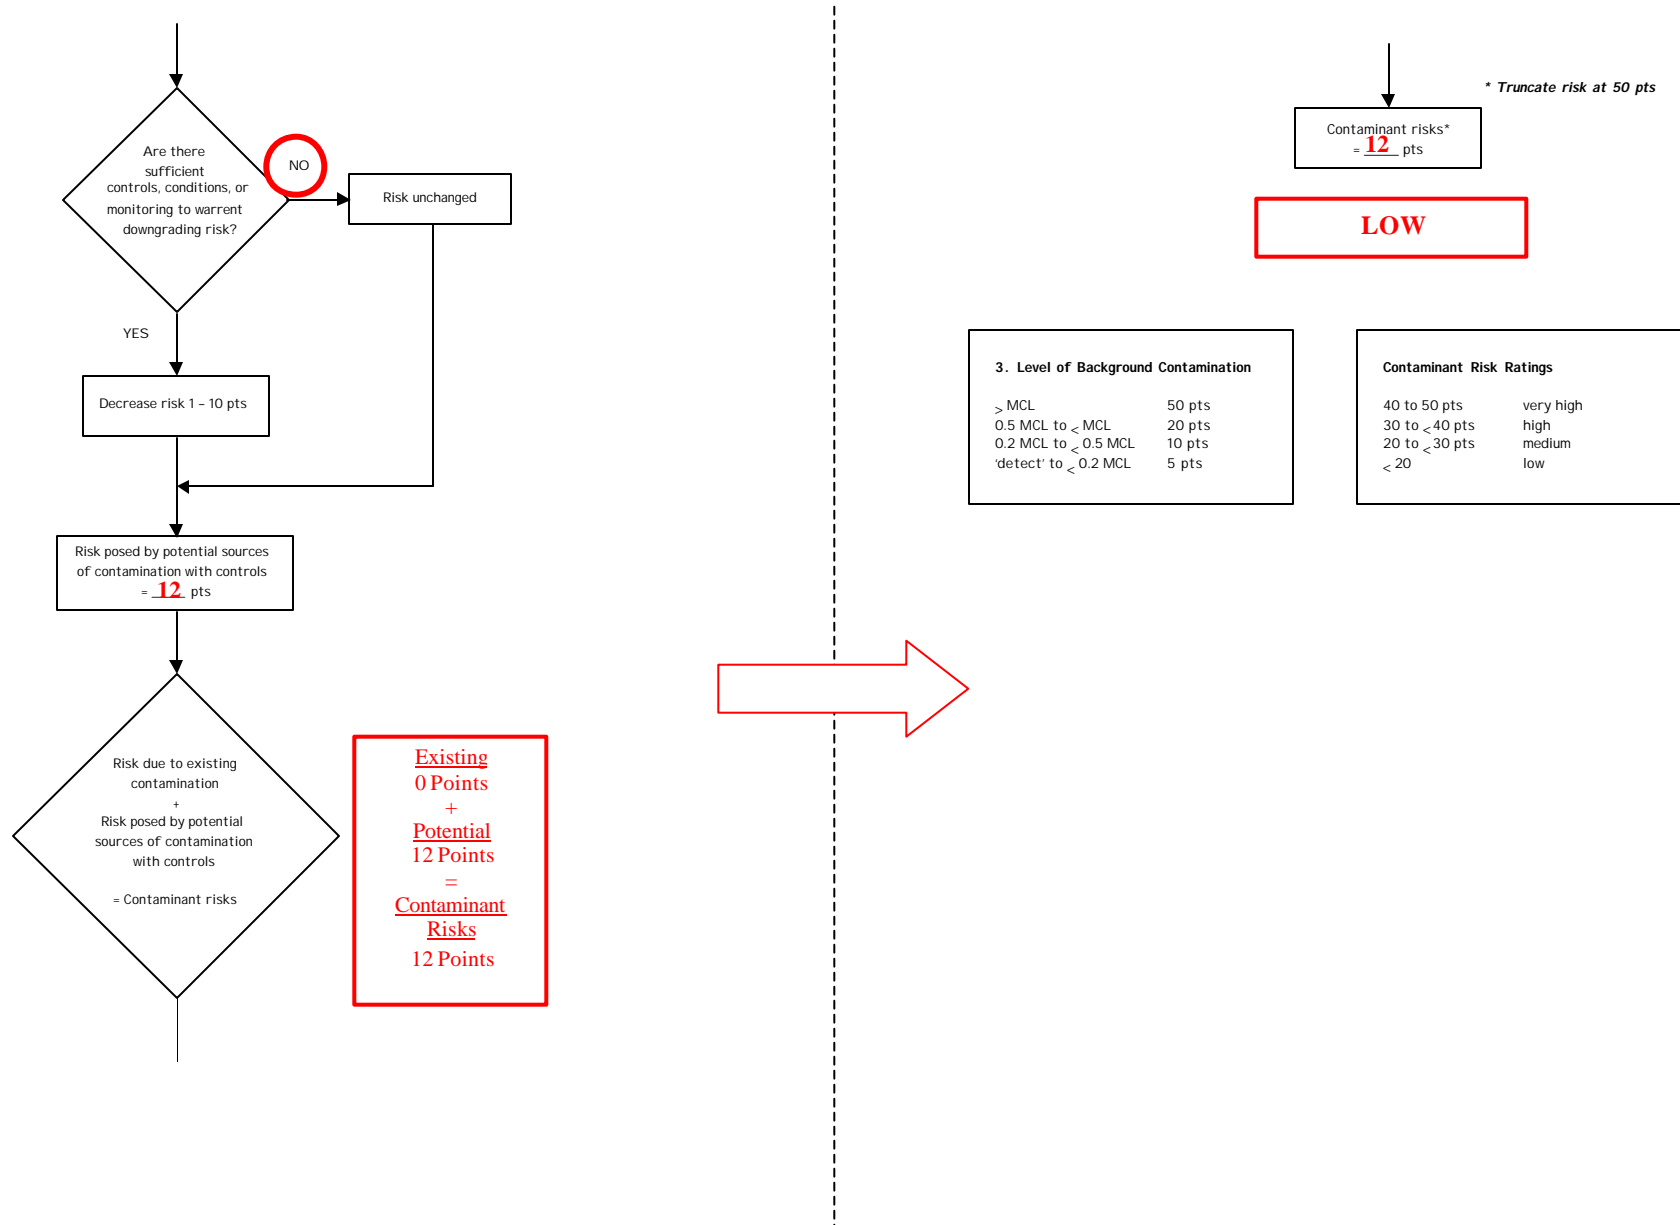 Are there
sufficient
controls, conditions, or
monitoring to warrent
downgrading risk?
NO
Risk unchanged
YES
Decrease risk 1 – 10 pts
Risk posed by potential sources
of contamination with controls
= 12 pts
Risk due to existing
contamination
+
Risk posed by potential
sources of contamination
with controls
= Contaminant risks
Existing
0 Points
+
Potential
12 Points
=
Contaminant
Risks
12 Points
* Truncate risk at 50 pts
Contaminant risks*
= 12 pts
LOW
3. Level of Background Contamination
> MCL 50 pts
0.5 MCL to < MCL 20 pts
0.2 MCL to < 0.5 MCL 10 pts
‘detect’ to < 0.2 MCL 5 pts
Contaminant Risk Ratings
40 to 50 pts very high
30 to < 40 pts high
20 to < 30 pts medium
< 20 low